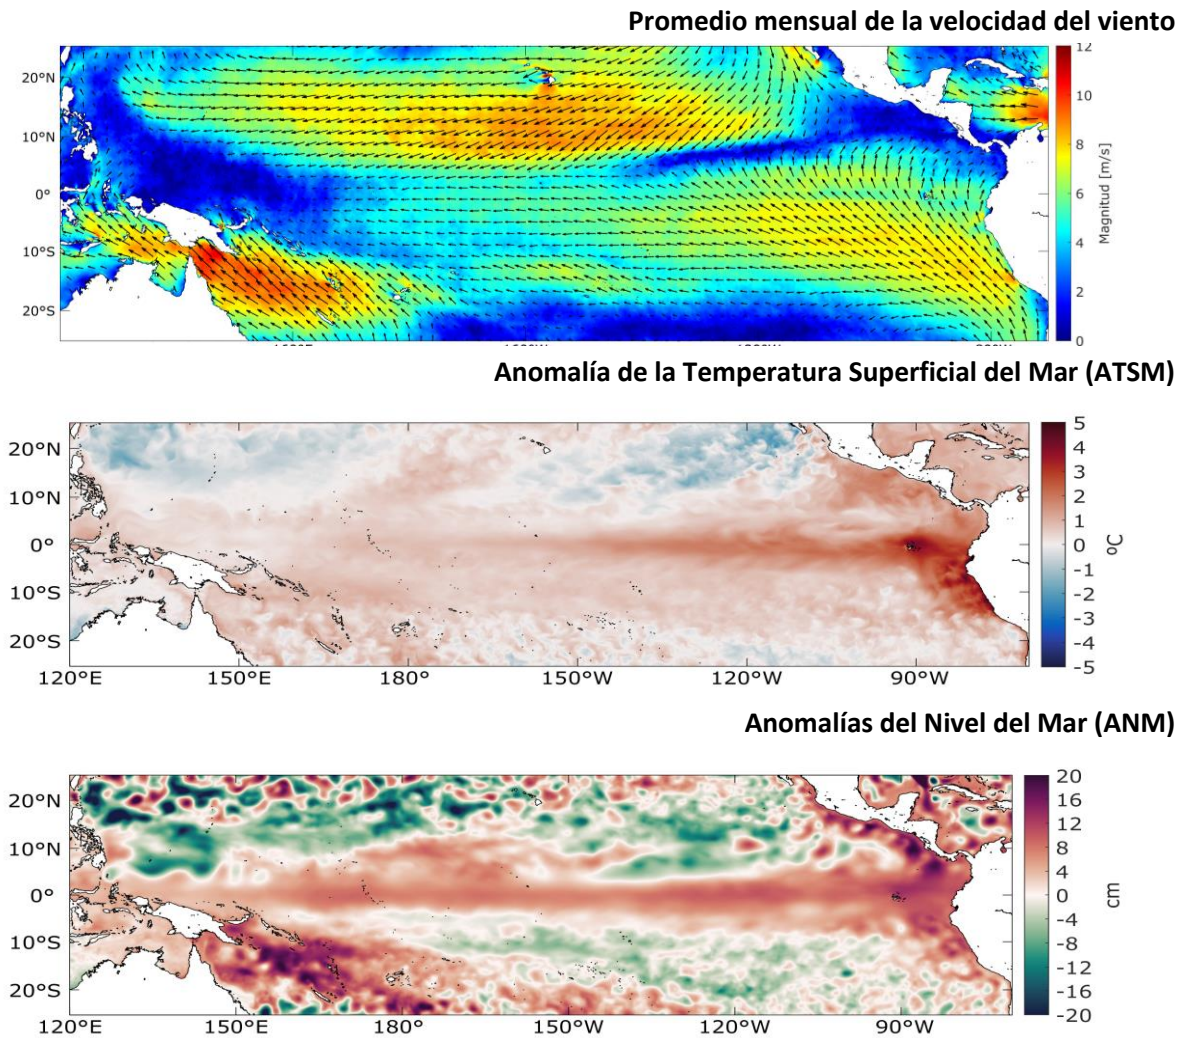 Promedio mensual de la velocidad del viento
20°N
10°N
0°
10°S
20°S
12
10
8
6
4
2
0
Magnitud [m/s]
Anomalía de la Temperatura Superficial del Mar (ATSM)
20°N
10°N
0°
10°S
20°S
120°E 150°E 180° 150°W 120°W 90°W
5
4
3
2
1
0
-1
-2
-3
-4
-5
ºC
Anomalías del Nivel del Mar (ANM)
20°N
10°N
0°
10°S
20°S
120°E 150°E 180° 150°W 120°W 90°W
20
16
12
8
4
0
-4
-8
-12
-16
-20
cm